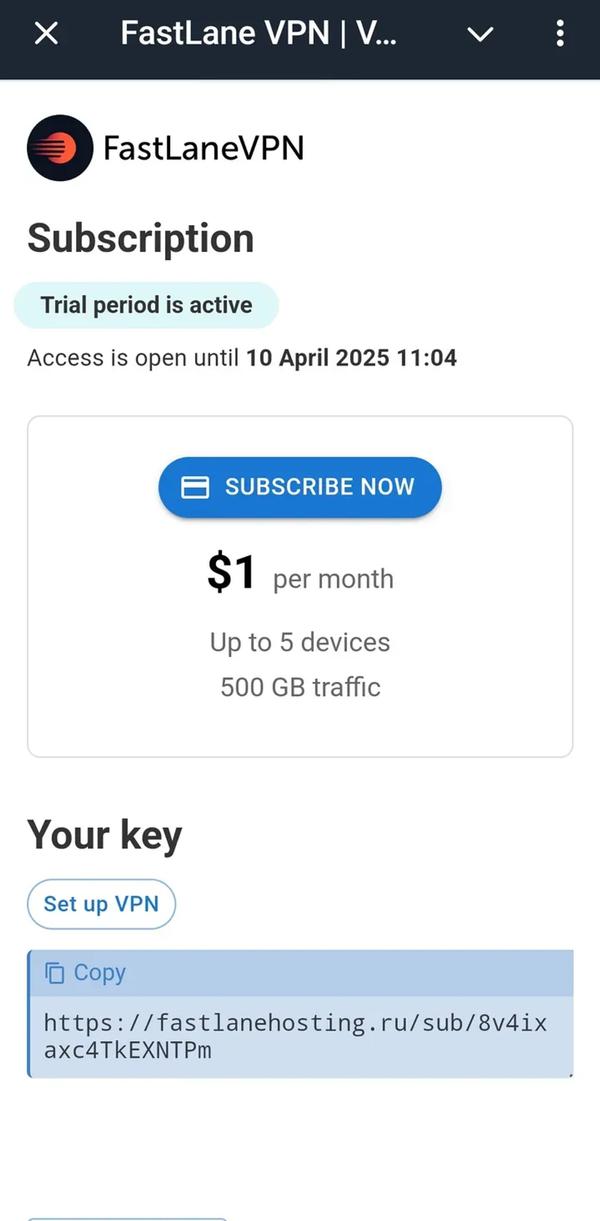 FastLane VPN | V...
FastLaneVPN
Subscription
Trial period is active
Access is open until 10 April 2025 11:04
SUBSCRIBE NOW
$1 per month
Up to 5 devices
500 GB traffic
Your key
Set up VPN
Copy
https://fastlanehosting.ru/sub/8v4ix
axc4TkEXNTPm